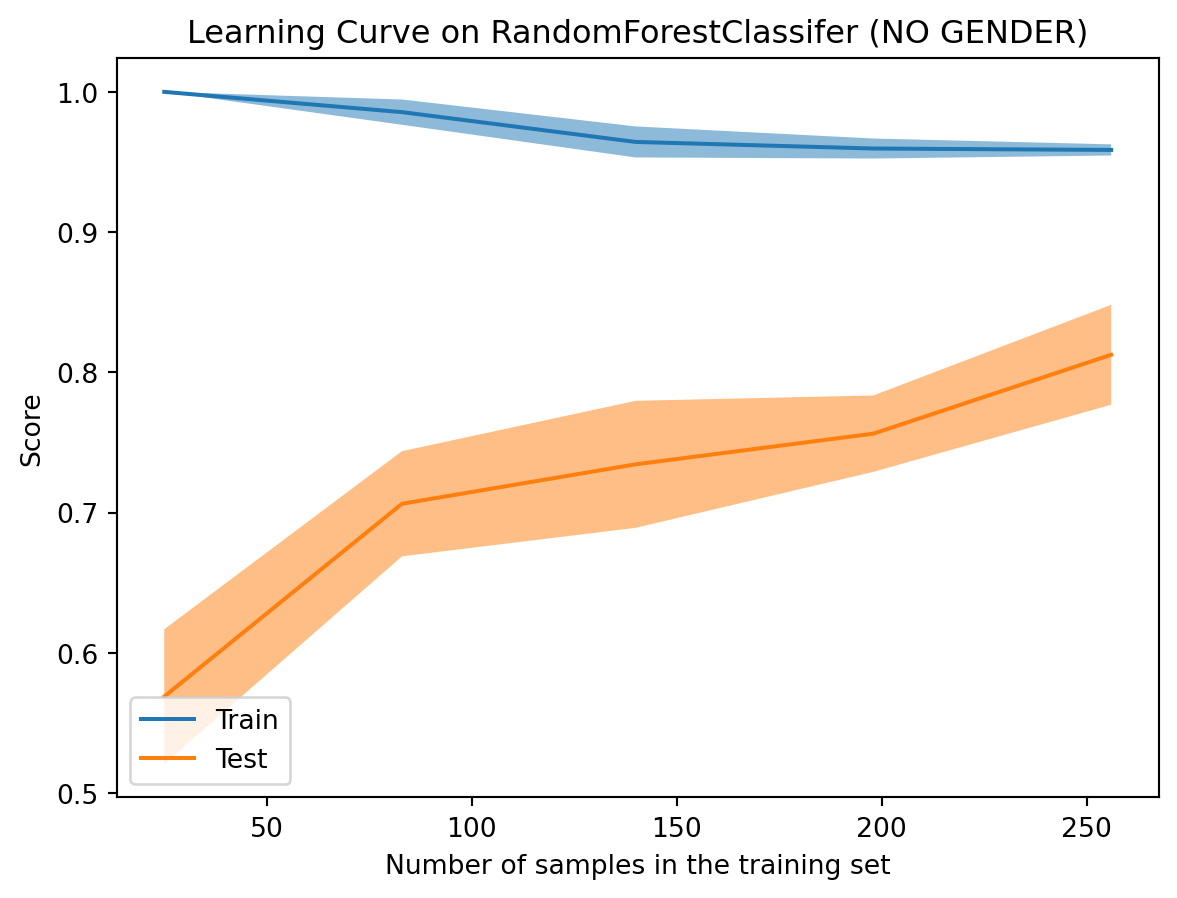 Learning Curve on RandomForestClassifer (NO GENDER)
1.0
0.9
0.8
0.7
0.6
0.5
Score
Train
Test
50
100
150
200
250
Number of samples in the training set